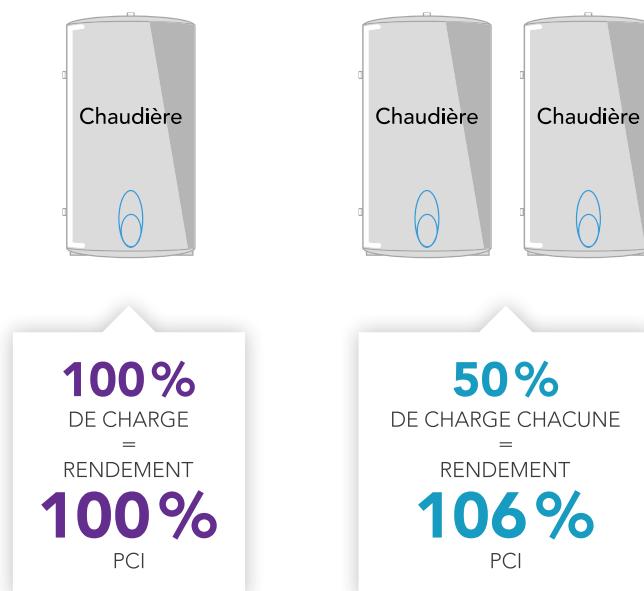 Chaudière
Chaudière
Chaudière
100 %
DE CHARGE
=
RENDEMENT
100 %
PCI
50 %
DE CHARGE CHACUNE
=
RENDEMENT
106 %
PCI